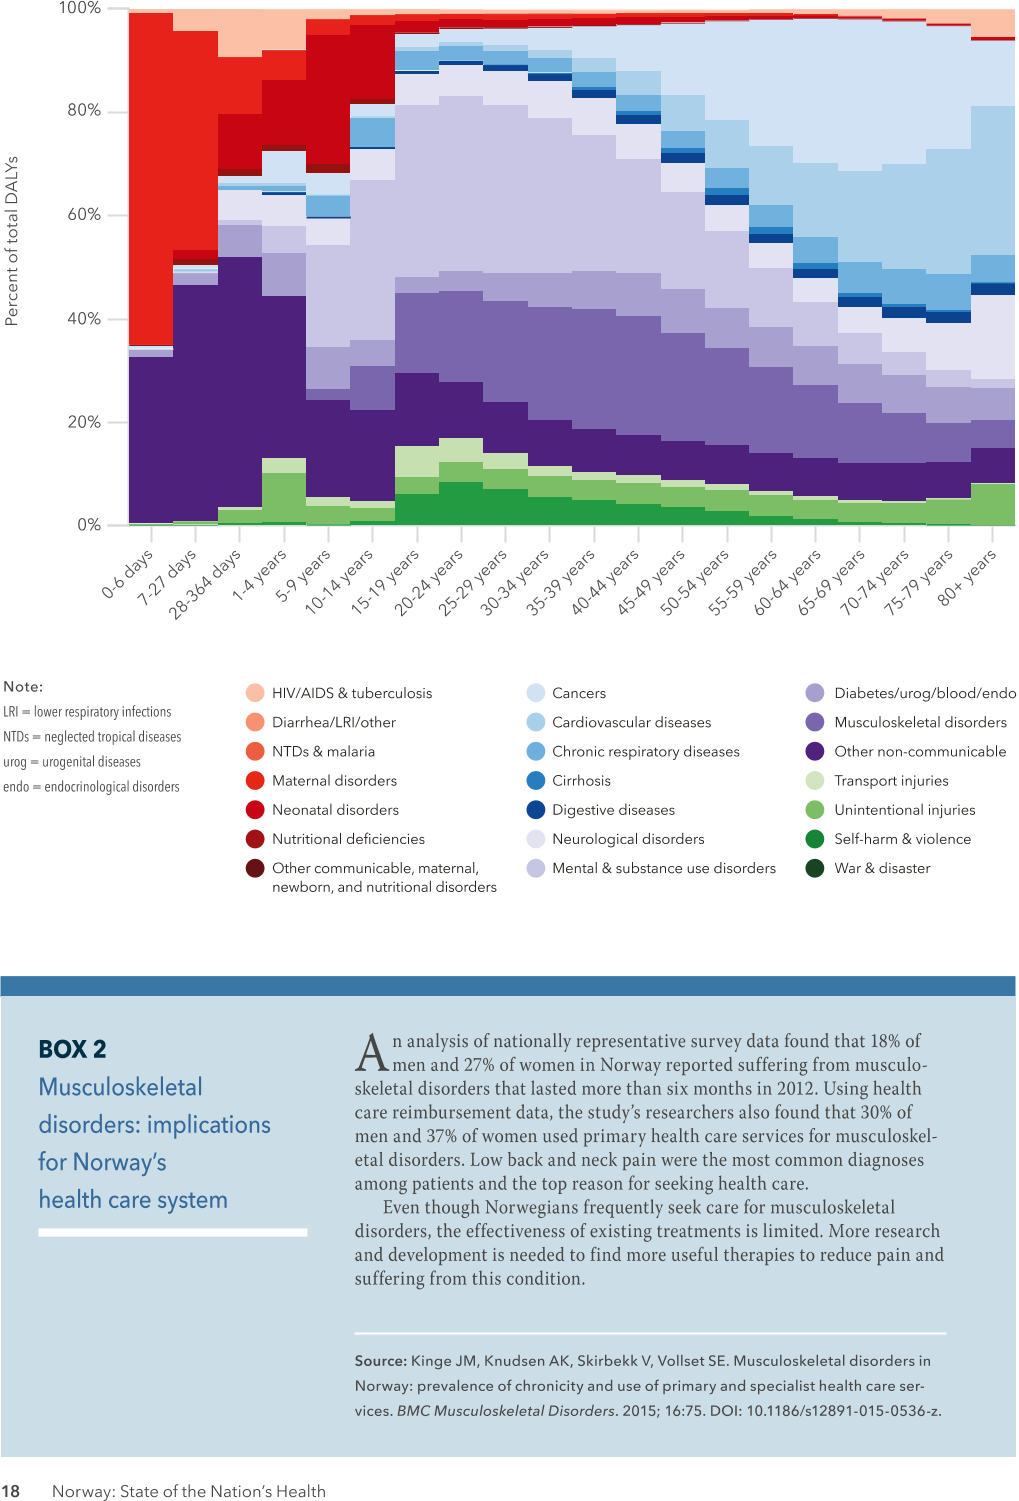 100%
80%
60%
40%
20%
0%
Percent of total DALYs
0-6 days
7-27 days
28-364 days
1-4 years
5-9 years
10-14 years
15-19 years
20-24 years
25-29 years
30-34 years
35-39 years
40-44 years
45-49 years
50-54 years
55-59 years
60-64 years
65-69 years
70-74 years
75-79 years
80+ years
Note:
LRI = lower respiratory infections
NTDs = neglected tropical diseases
urog = urogenital diseases
endo = endocrinological disorders
HIV/AIDS & tuberculosis
Diarrhea/LRI/other
NTDs & malaria
Maternal disorders
Neonatal disorders
Nutritional deficiencies
Other communicable, maternal,
newborn, and nutritional disorders
Cancers
Cardiovascular diseases
Chronic respiratory diseases
Cirrhosis
Digestive diseases
Neurological disorders
Mental & substance use disorders
Diabetes/urog/blood/endo
Musculoskeletal disorders
Other non-communicable
Transport injuries
Unintentional injuries
Self-harm & violence
War & disaster
BOX 2
Musculoskeletal
disorders: implications
for Norway's
health care system
An analysis of nationally representative survey data found that 18% of
men and 27% of women in Norway reported suffering from musculo-
skeletal disorders that lasted more than six months in 2012. Using health
care reimbursement data, the study's researchers also found that 30% of
men and 37% of women used primary health care services for musculoskel-
etal disorders. Low back and neck pain were the most common diagnoses
among patients and the top reason for seeking health care.
Even though Norwegians frequently seek care for musculoskeletal
disorders, the effectiveness of existing treatments is limited. More research
and development is needed to find more useful therapies to reduce pain and
suffering from this condition.
Source: Kinge JM, Knudsen AK, Skirbekk V, Vollset SE. Musculoskeletal disorders in
Norway: prevalence of chronicity and use of primary and specialist health care ser-
vices. BMC Musculoskeletal Disorders. 2015; 16:75. DOI: 10.1186/s12891-015-0536-z.
18 Norway: State of the Nation's Health